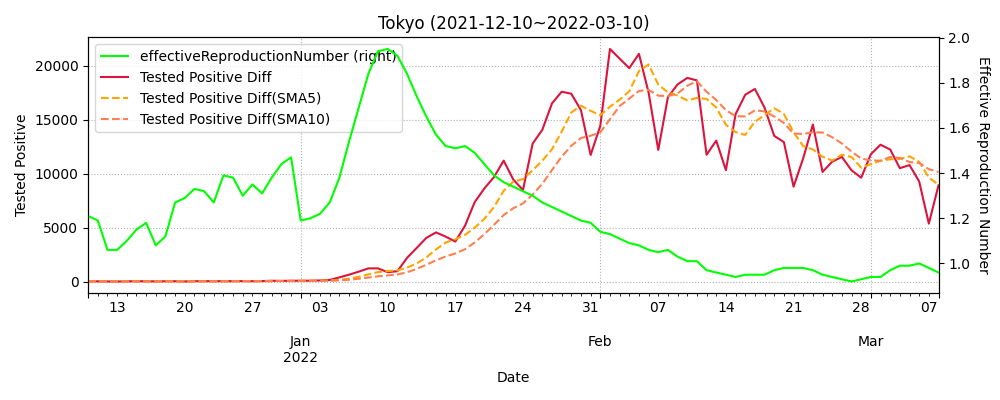 Tokyo (2021-12-10~2022-03-10)
effectiveReproductionNumber (right)
Tested Positive Diff
Tested Positive Diff(SMA5)
Tested Positive Diff(SMA10)
Tested Positive
20000
15000
10000
5000
0
2.0
1.8
1.6
1.4
1.2
1.0
Effective Reproduction Number
13 20 27 03 10 17 24 31 07 14 21 28 07
Jan Feb Mar
2022
Date